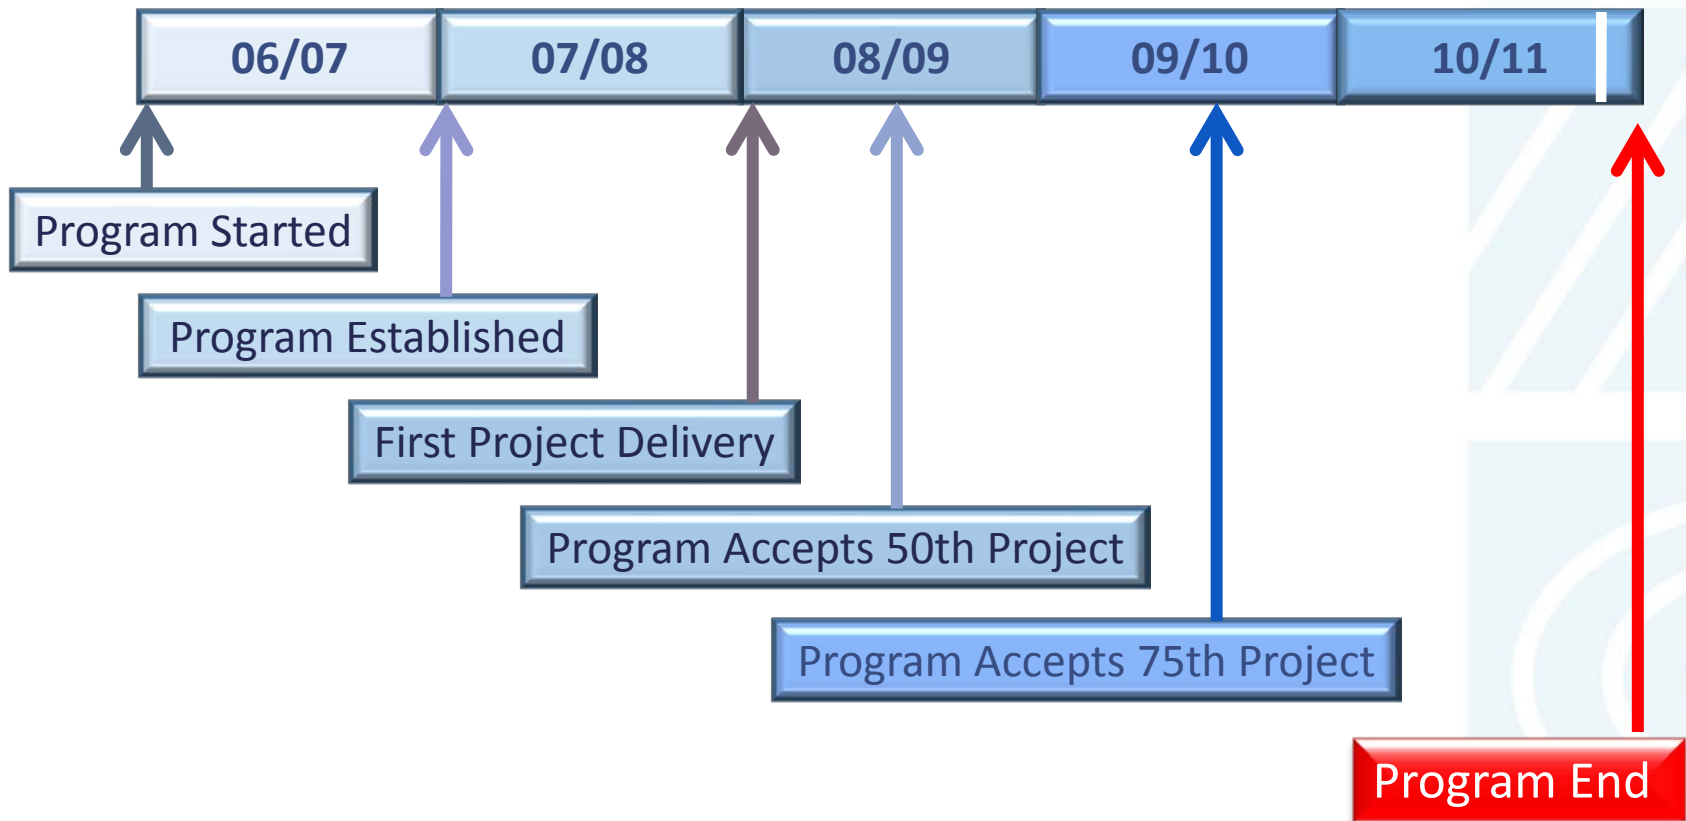 06/07
07/08
08/09
09/10
10/11
Program Started
Program Established
First Project Delivery
Program Accepts 50th Project
Program Accepts 75th Project
Program End